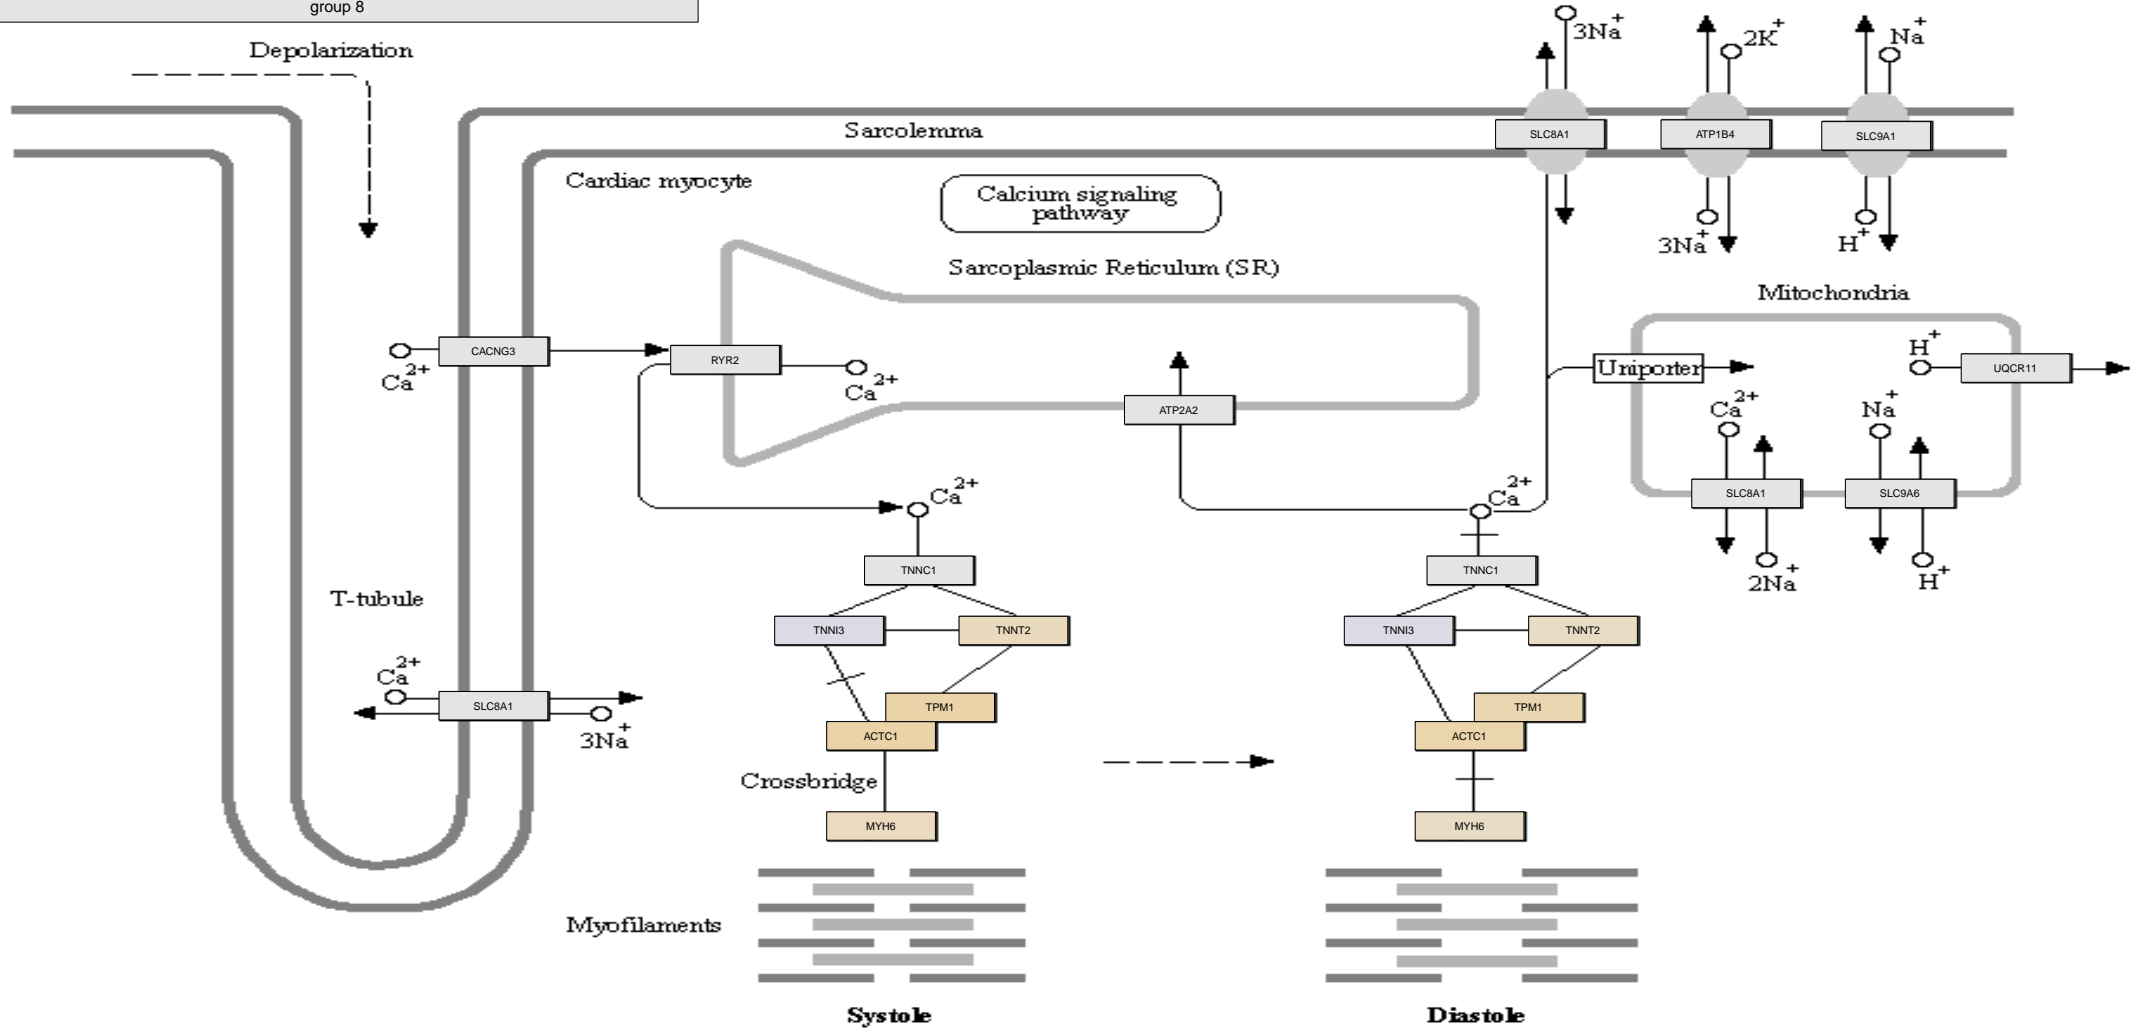 group 8
Depolarization
3Na+
2K+
Na+
Sarcolemma
SLC8A1
ATP1B4
SLC9A1
Cardiac myocyte
Calcium signaling
pathway
3Na+
H+
Sarcoplasmic Reticulum (SR)
Mitochondria
CACNG3
Ca2+
RYR2
Ca2+
ATP2A2
Uniporter
H+
UQCR11
Ca2+
Na+
SLC8A1
SLC9A6
2Na+
H+
Ca2+
Ca2+
TNNC1
TNNC1
T-tubule
TNNI3
TNNT2
TNNI3
TNNT2
Ca2+
SLC8A1
3Na+
TPM1
ACTC1
TPM1
ACTC1
Crossbridge
MYH6
MYH6
Myofilaments
Systole
Diastole